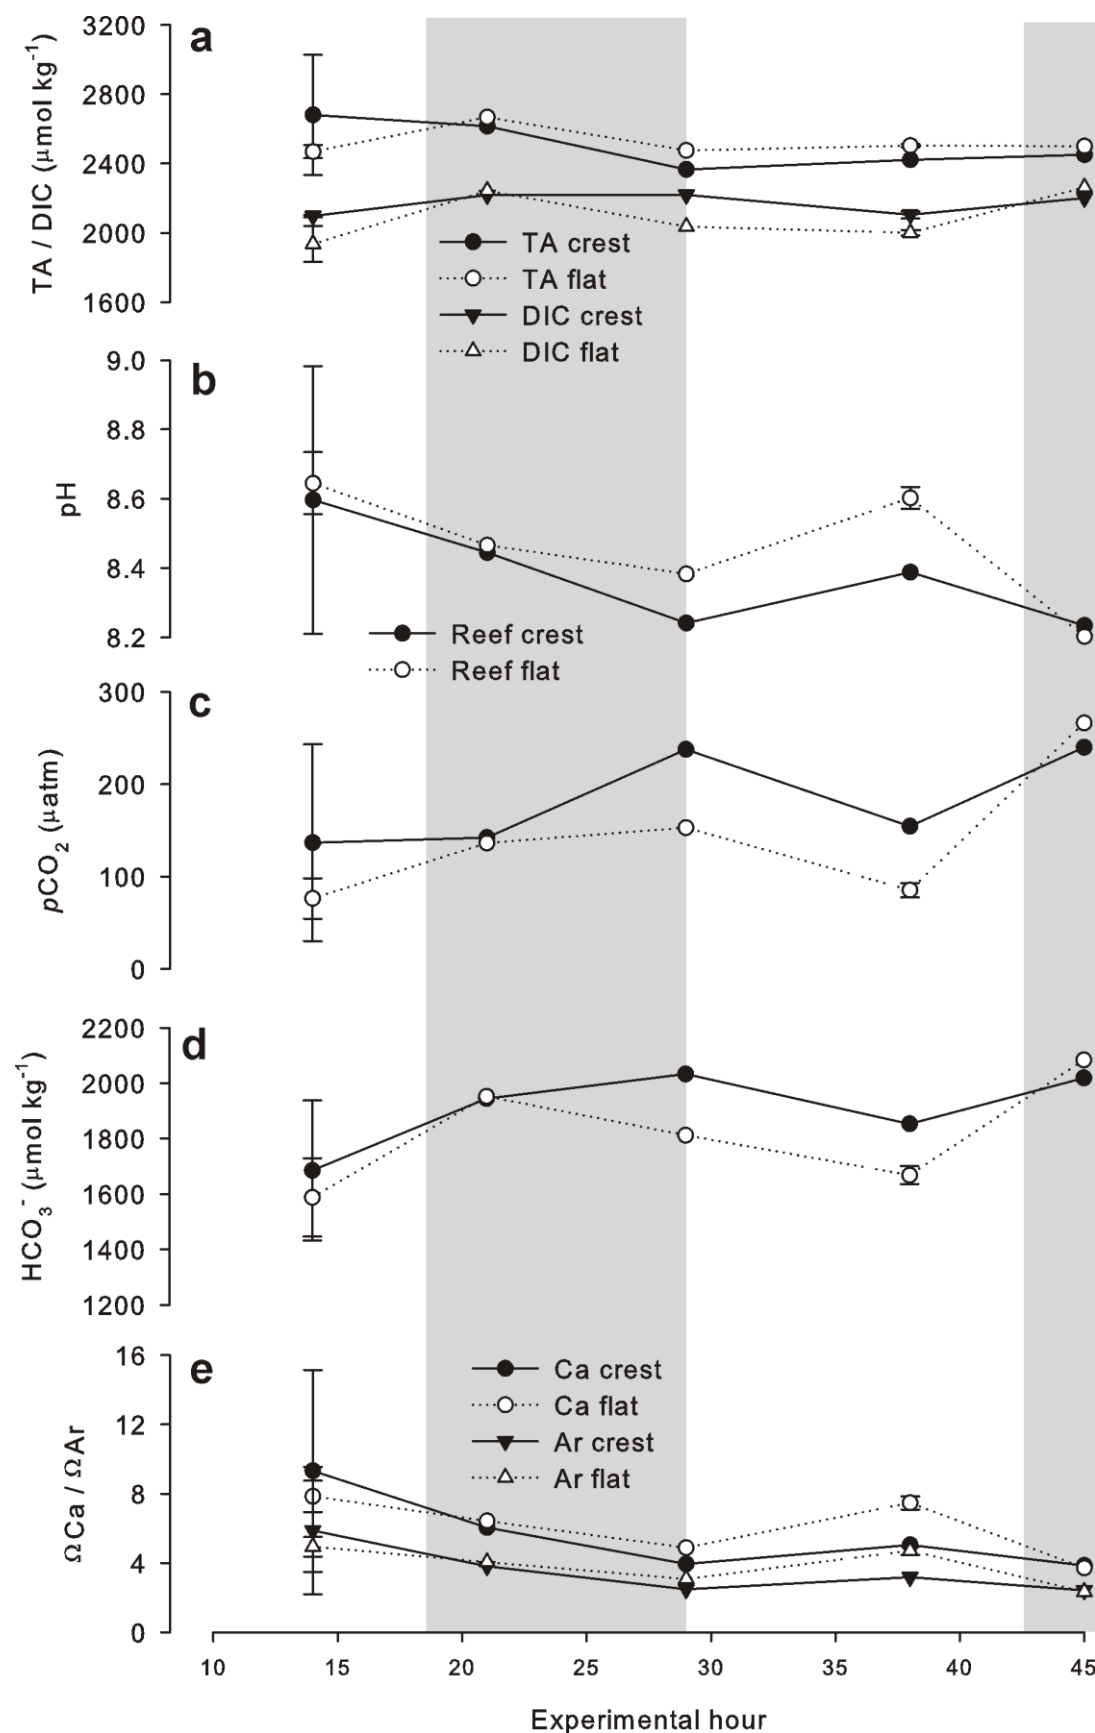 a
3200
2800
2400
2000
1600
TA / DIC (μmol kg⁻¹)
TA crest
TA flat
DIC crest
DIC flat
b
9.0
8.8
8.6
8.4
8.2
pH
Reef crest
Reef flat
c
300
200
100
0
pCO₂ (μatm)
d
2200
2000
1800
1600
1400
1200
HCO₃⁻ (μmol kg⁻¹)
e
16
12
8
4
0
ΩCa / ΩAr
Ca crest
Ca flat
Ar crest
Ar flat
10 15 20 25 30 35 40 45
Experimental hour